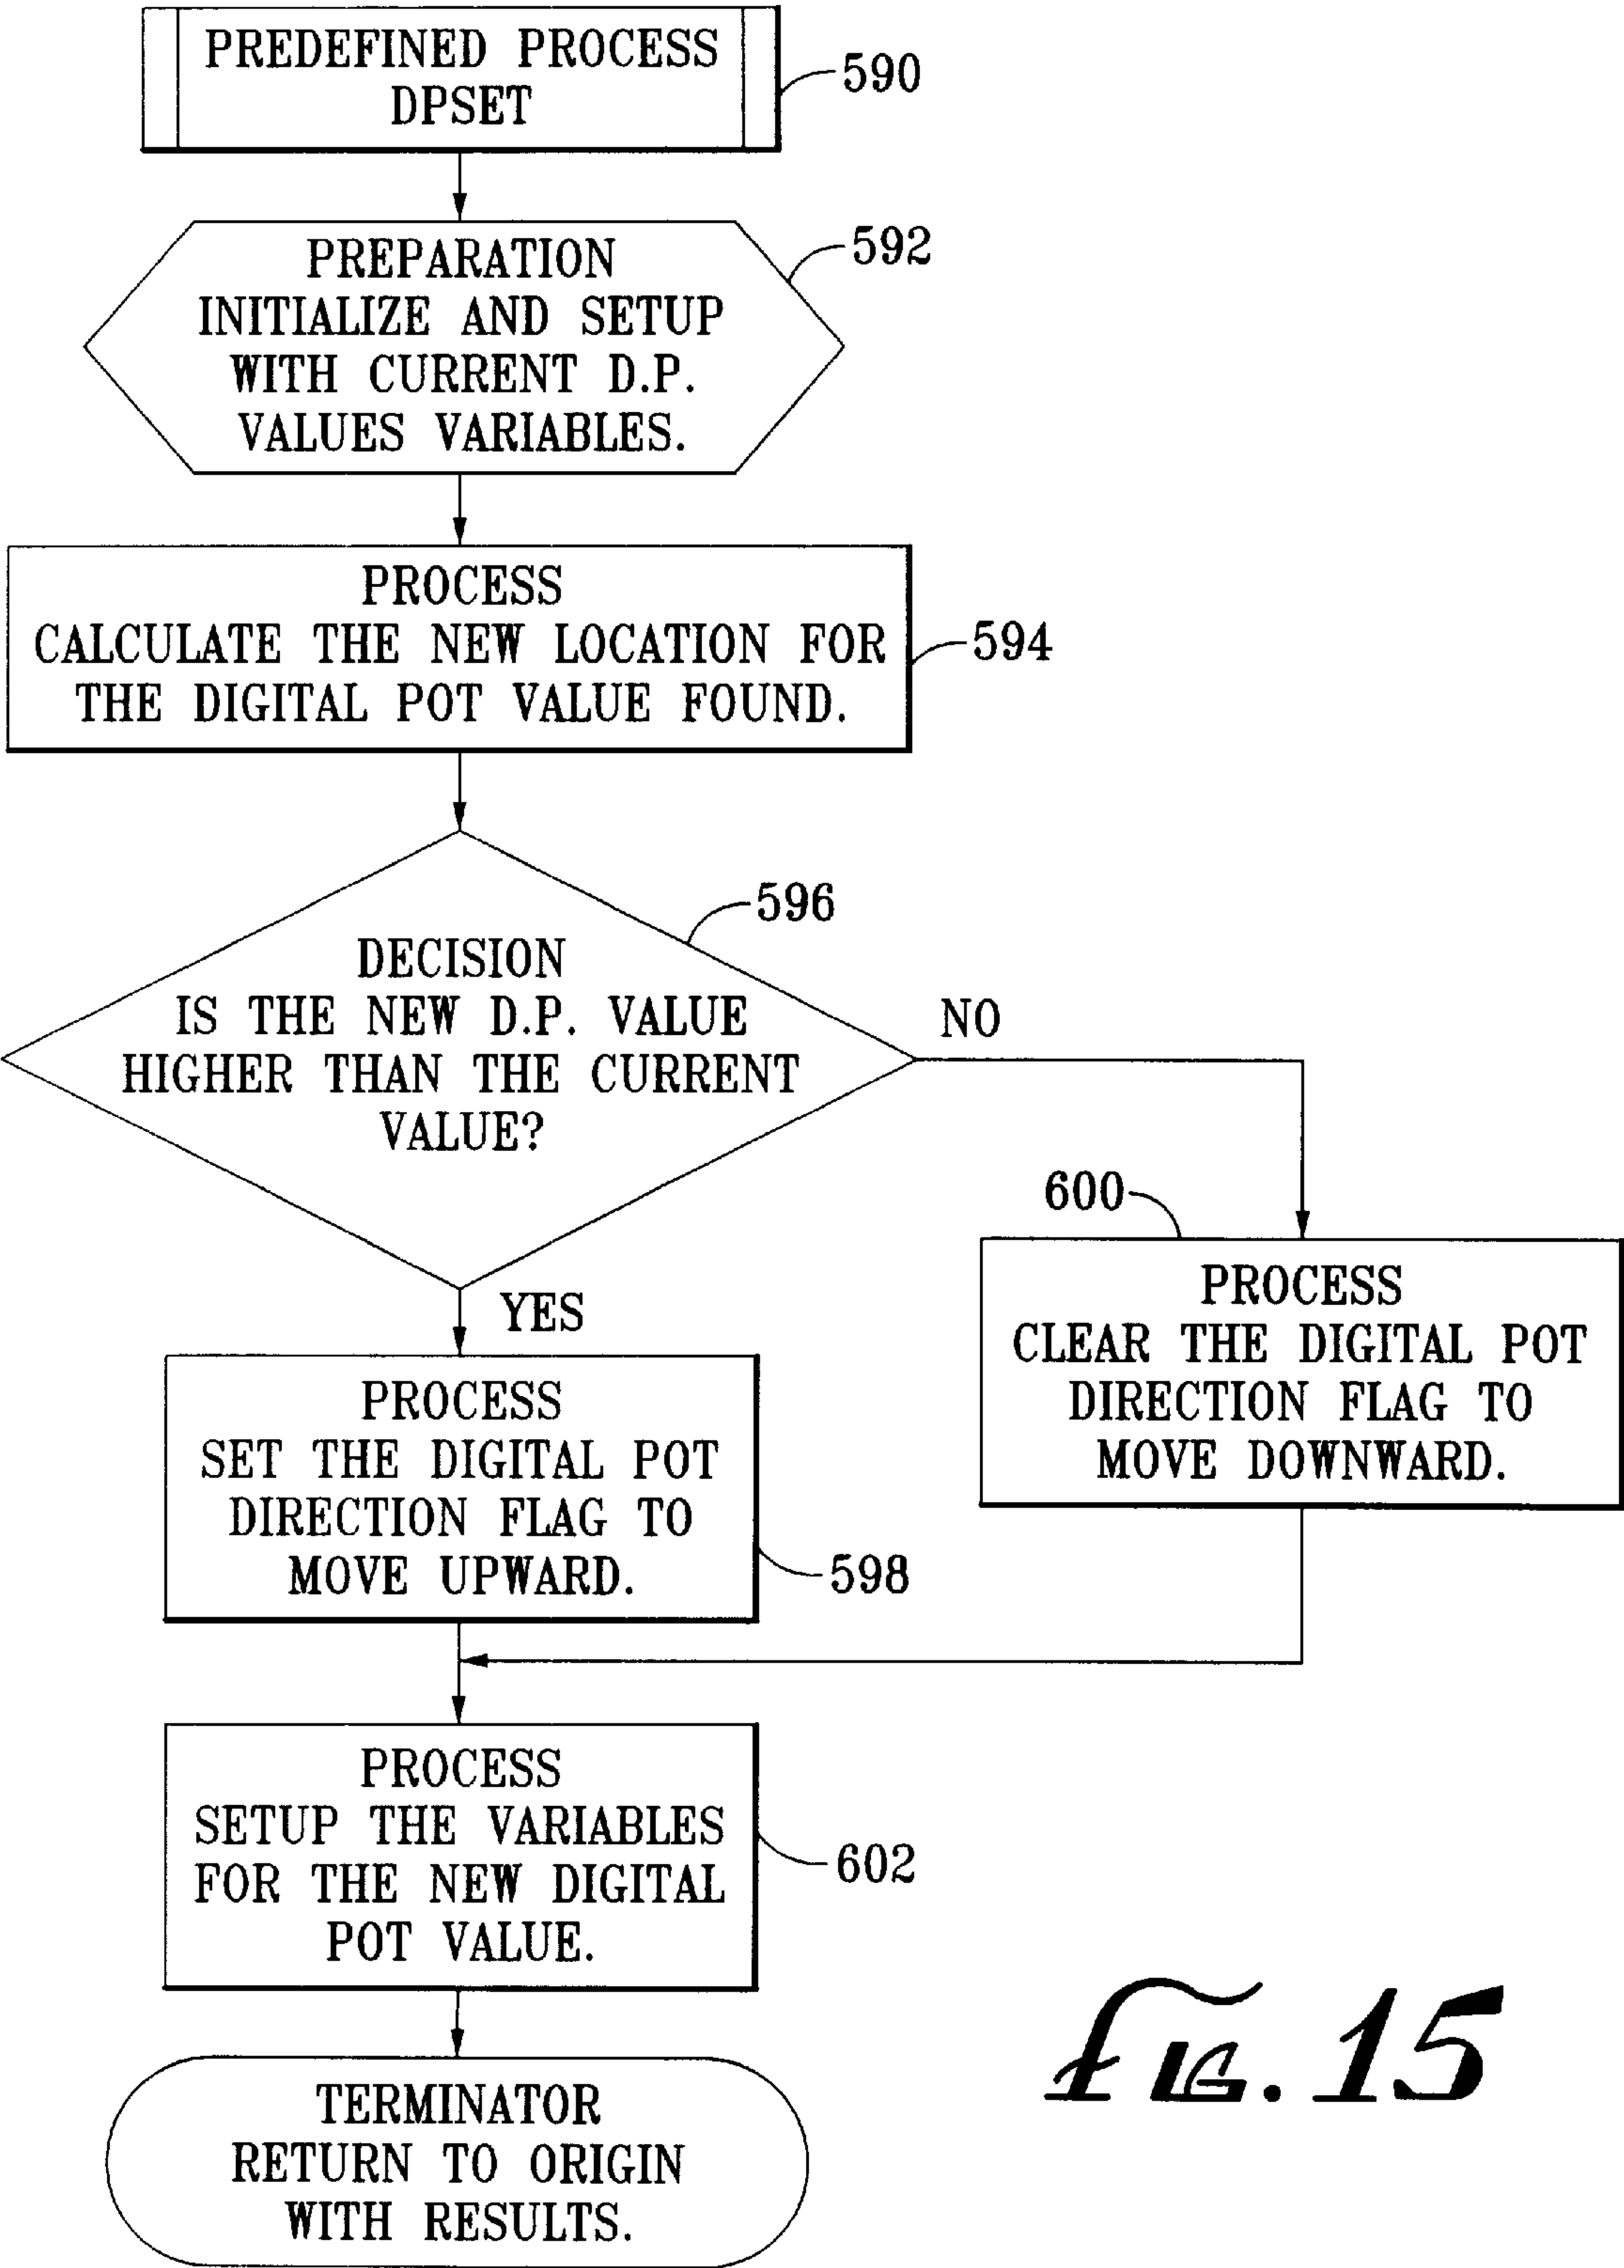 PREDEFINED PROCESS
DPSET
590
PREPARATION
INITIALIZE AND SETUP
WITH CURRENT D.P.
VALUES VARIABLES.
592
PROCESS
CALCULATE THE NEW LOCATION FOR
THE DIGITAL POT VALUE FOUND.
594
596
DECISION
IS THE NEW D.P. VALUE
HIGHER THAN THE CURRENT
VALUE?
NO
YES
600
PROCESS
CLEAR THE DIGITAL POT
DIRECTION FLAG TO
MOVE DOWNWARD.
PROCESS
SET THE DIGITAL POT
DIRECTION FLAG TO
MOVE UPWARD.
598
PROCESS
SETUP THE VARIABLES
FOR THE NEW DIGITAL
POT VALUE.
602
TERMINATOR
RETURN TO ORIGIN
WITH RESULTS.
FIG. 15